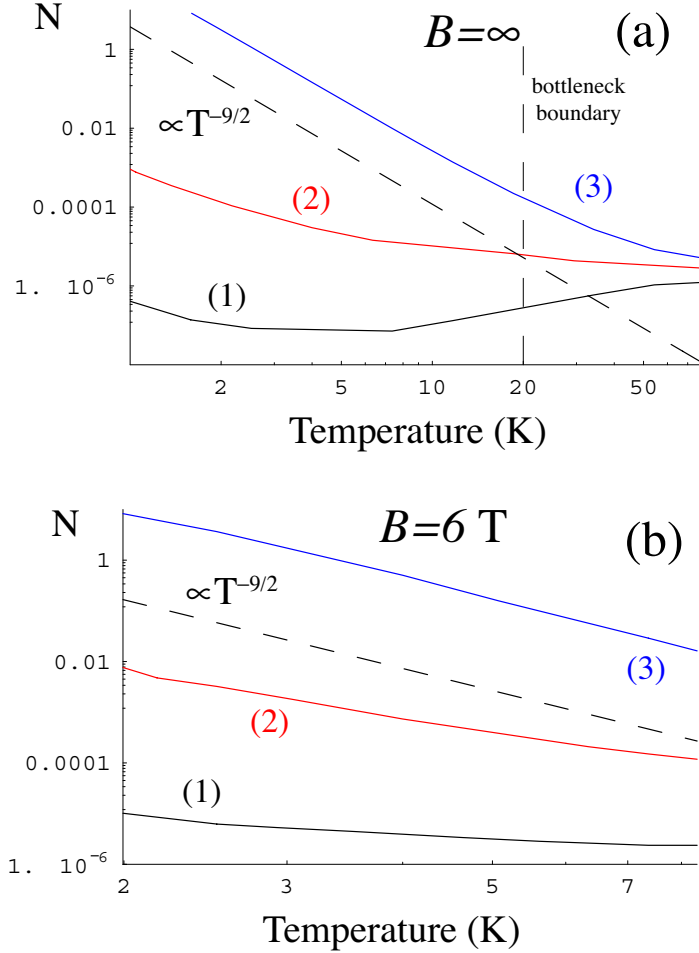 N
B=∞
(a)
1
bottleneck
boundary
∝T^{-9/2}
0.01
(2)
(3)
0.0001
(1)
1. 10^{-6}
2 5 10 20 50
Temperature (K)
N
B=6 T
(b)
1
∝T^{-9/2}
0.01
(3)
(2)
0.0001
(1)
1. 10^{-6}
2 3 5 7
Temperature (K)